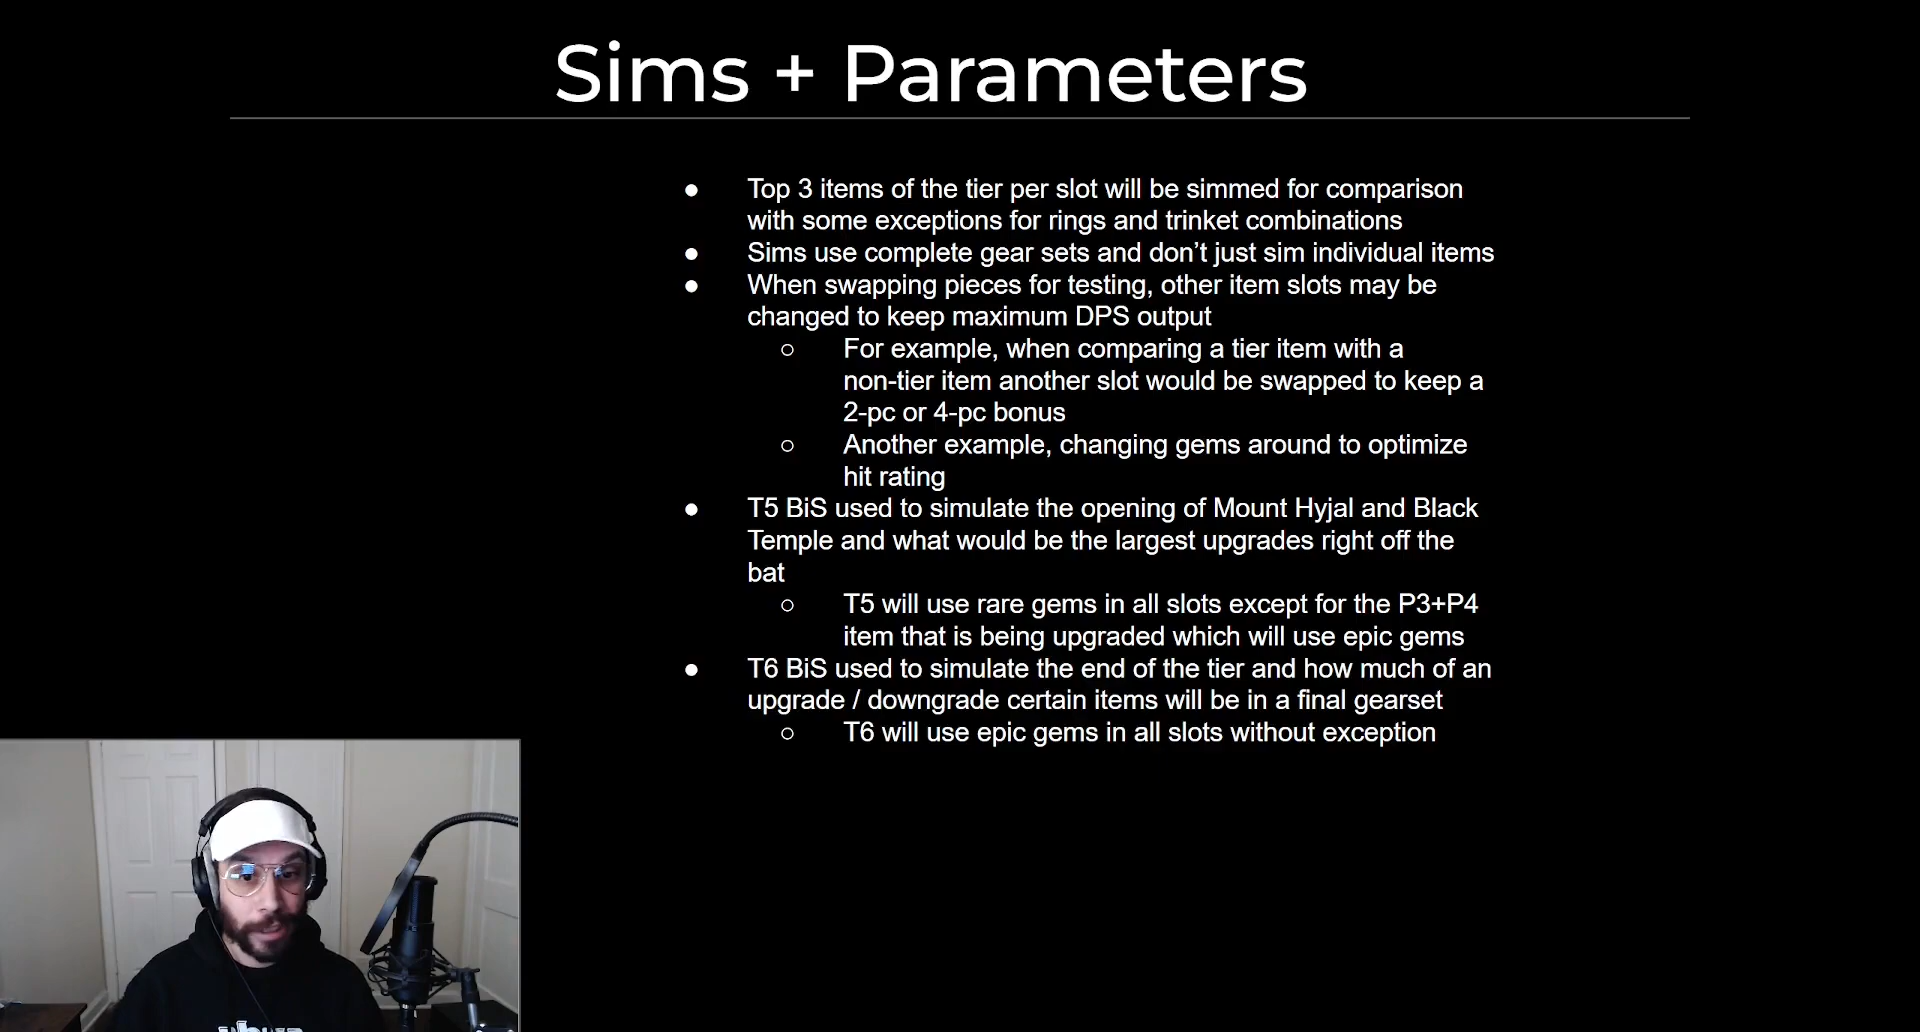 Sims + Parameters
● Top 3 items of the tier per slot will be simmed for comparison
with some exceptions for rings and trinket combinations
● Sims use complete gear sets and don’t just sim individual items
● When swapping pieces for testing, other item slots may be
changed to keep maximum DPS output
○ For example, when comparing a tier item with a
non-tier item another slot would be swapped to keep a
2-pc or 4-pc bonus
○ Another example, changing gems around to optimize
hit rating
● T5 BiS used to simulate the opening of Mount Hyjal and Black
Temple and what would be the largest upgrades right off the
bat
○ T5 will use rare gems in all slots except for the P3+P4
item that is being upgraded which will use epic gems
● T6 BiS used to simulate the end of the tier and how much of an
upgrade / downgrade certain items will be in a final gearset
○ T6 will use epic gems in all slots without exception